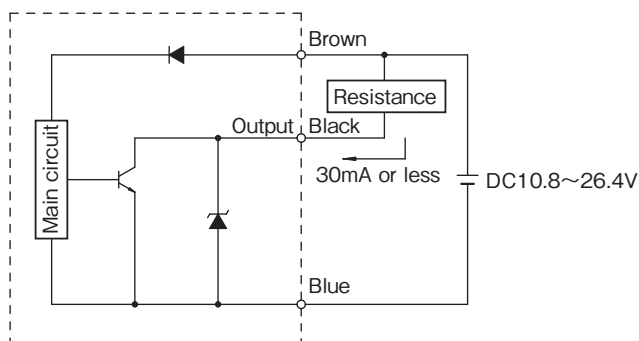 Brown
Resistance
Output
Black
Main circuit
30mA or less
DC10.8～26.4V
Blue